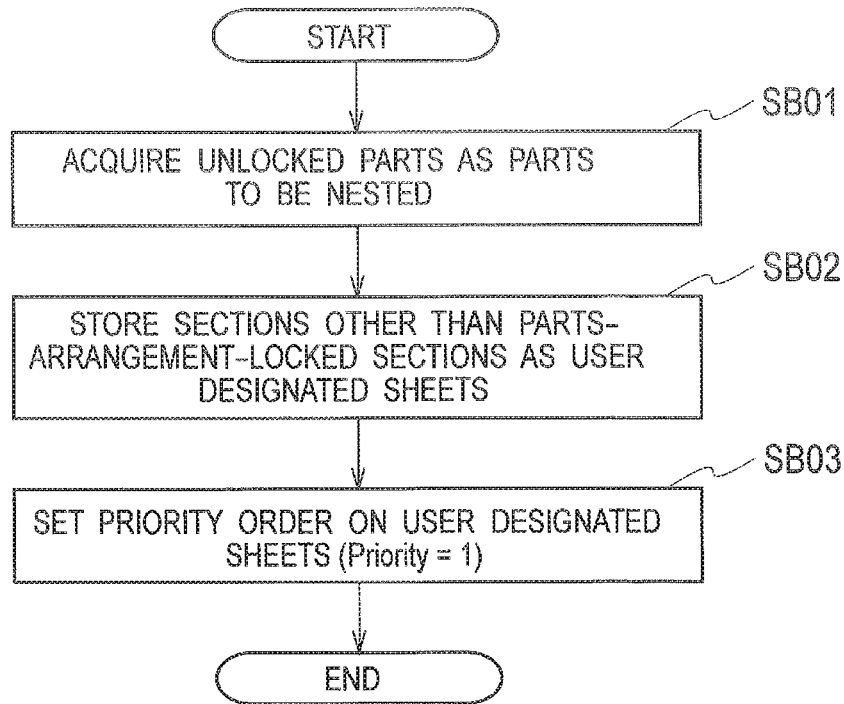 START
SB01
ACQUIRE UNLOCKED PARTS AS PARTS
TO BE NESTED
SB02
STORE SECTIONS OTHER THAN PARTS-
ARRANGEMENT-LOCKED SECTIONS AS USER
DESIGNATED SHEETS
SB03
SET PRIORITY ORDER ON USER DESIGNATED
SHEETS (Priority = 1)
END